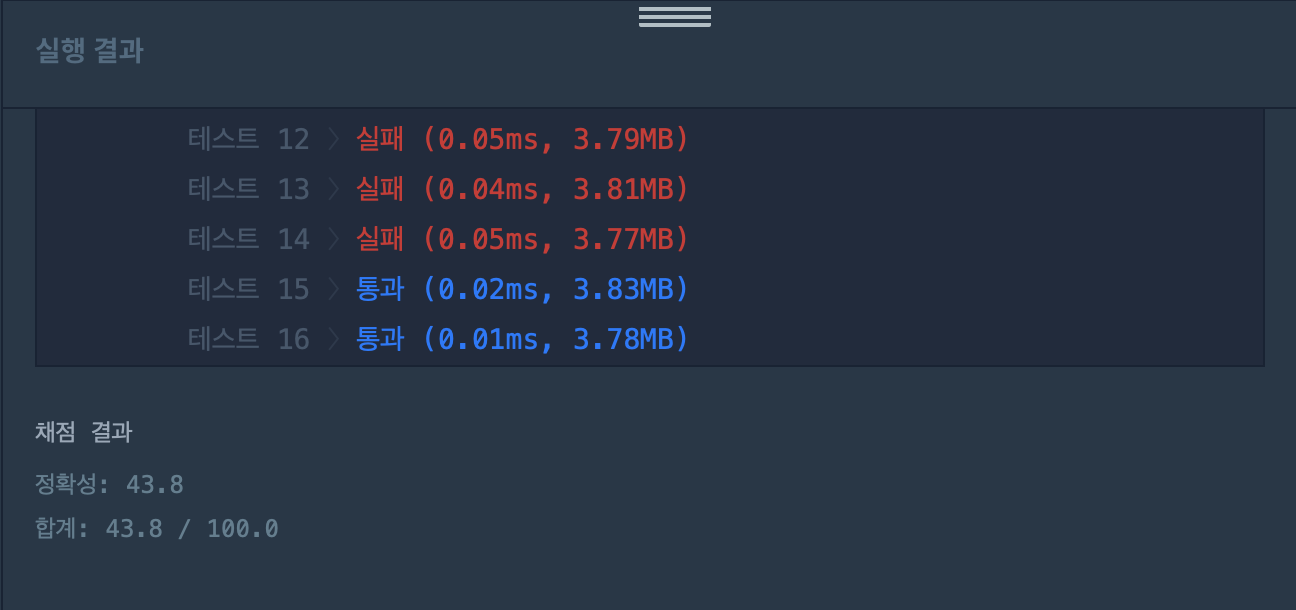 실행 결과
테스트 12 > 실패 (0.05ms, 3.79MB)
테스트 13 > 실패 (0.04ms, 3.81MB)
테스트 14 > 실패 (0.05ms, 3.77MB)
테스트 15 > 통과 (0.02ms, 3.83MB)
테스트 16 > 통과 (0.01ms, 3.78MB)
채점 결과
정확성: 43.8
합계: 43.8 / 100.0